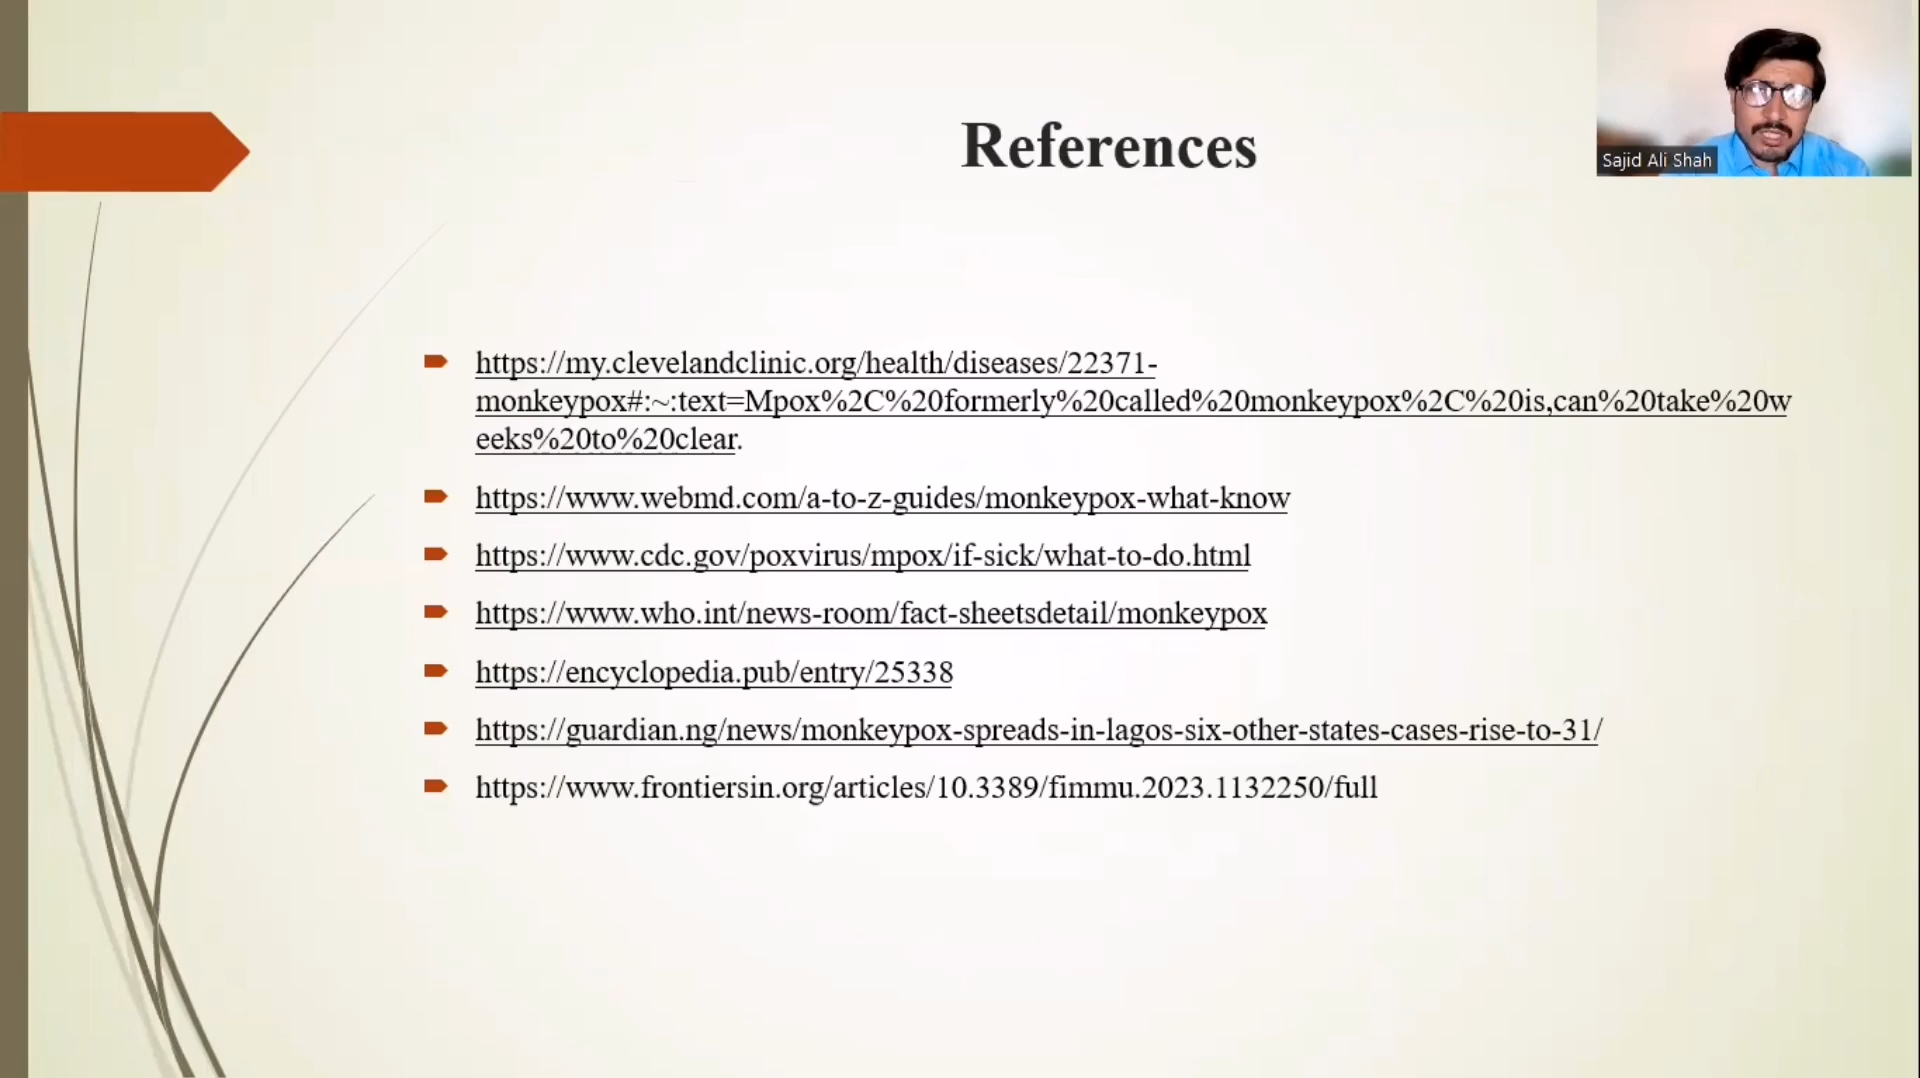 References
Sajid Ali Shah
https://my.clevelandclinic.org/health/diseases/22371-
monkeypox#:~:text=Mpox%2C%20formerly%20called%20monkeypox%2C%20is,can%20take%20w
eeks%20to%20clear.
https://www.webmd.com/a-to-z-guides/monkeypox-what-know
https://www.cdc.gov/poxvirus/mpox/if-sick/what-to-do.html
https://www.who.int/news-room/fact-sheetsdetail/monkeypox
https://encyclopedia.pub/entry/25338
https://guardian.ng/news/monkeypox-spreads-in-lagos-six-other-states-cases-rise-to-31/
https://www.frontiersin.org/articles/10.3389/fimmu.2023.1132250/full